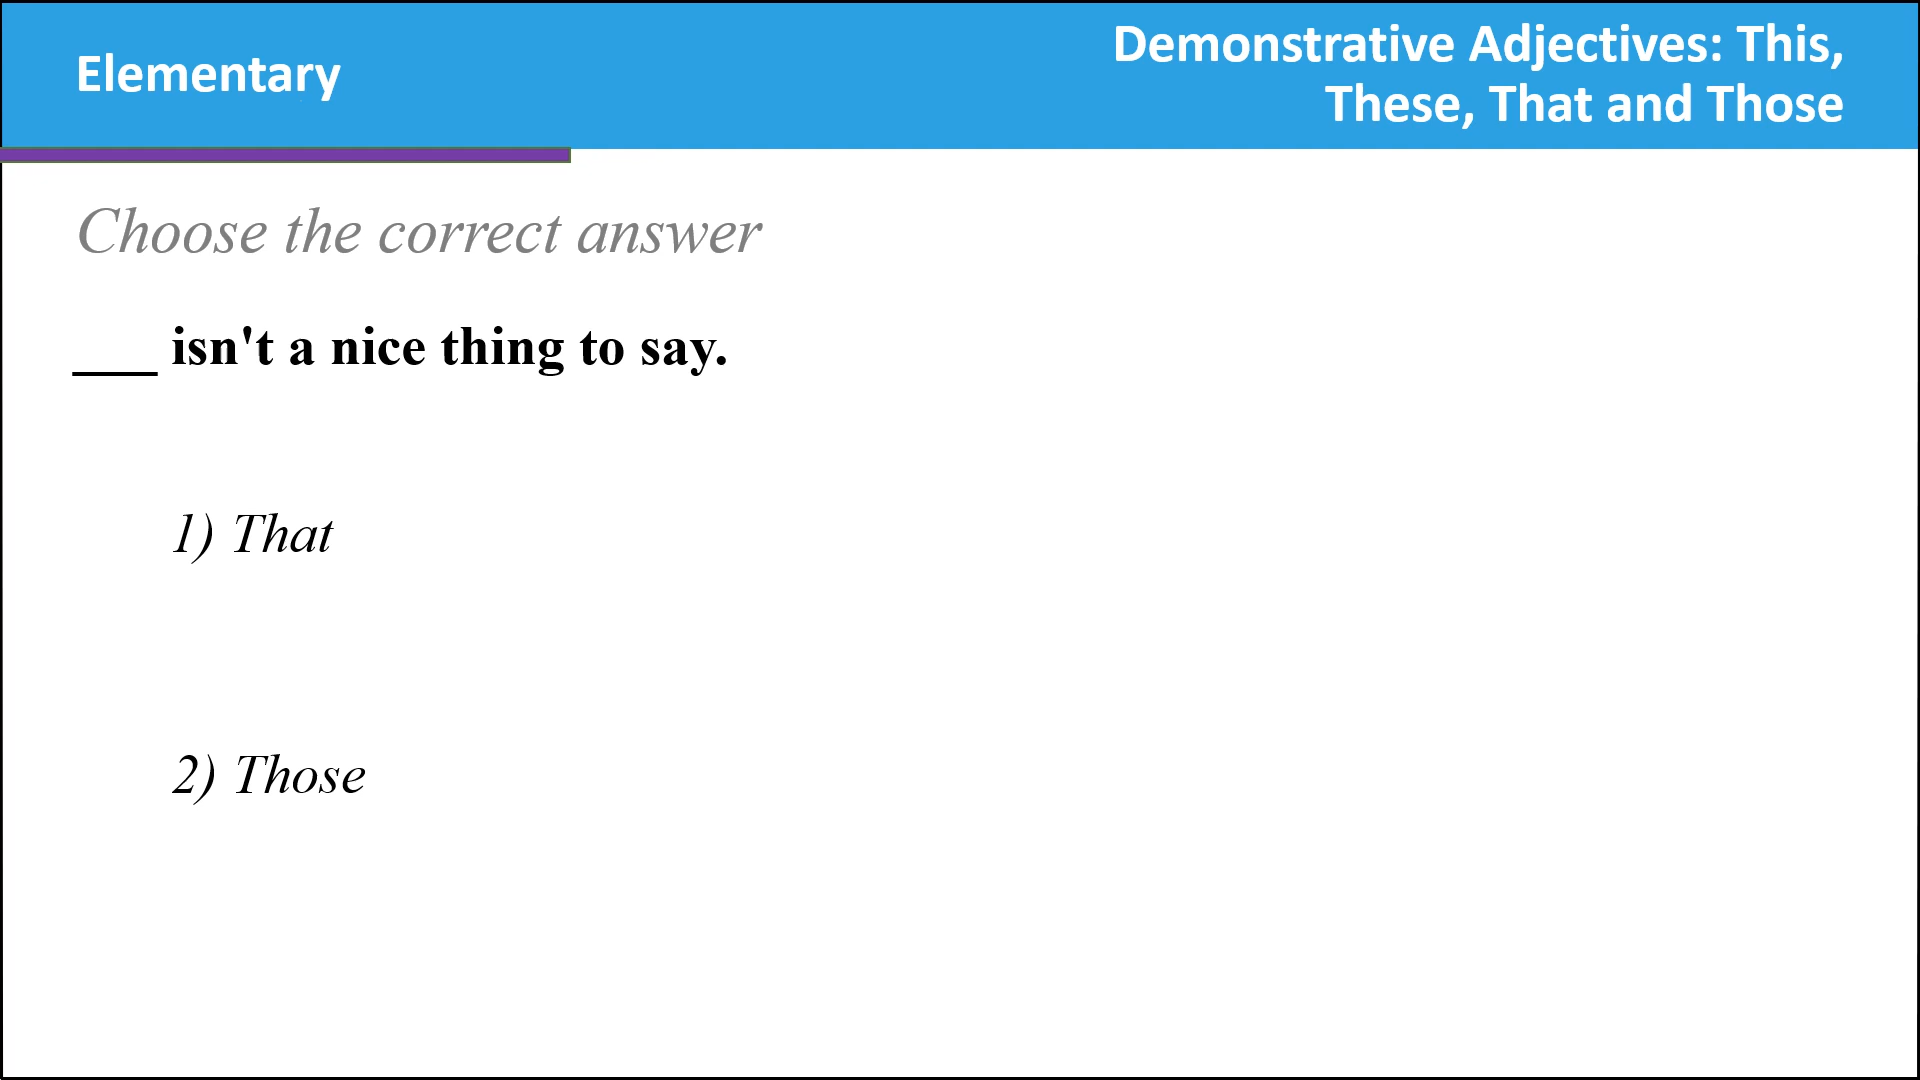 Elementary
Demonstrative Adjectives: This,
These, That and Those
Choose the correct answer
___ isn't a nice thing to say.
1) That
2) Those